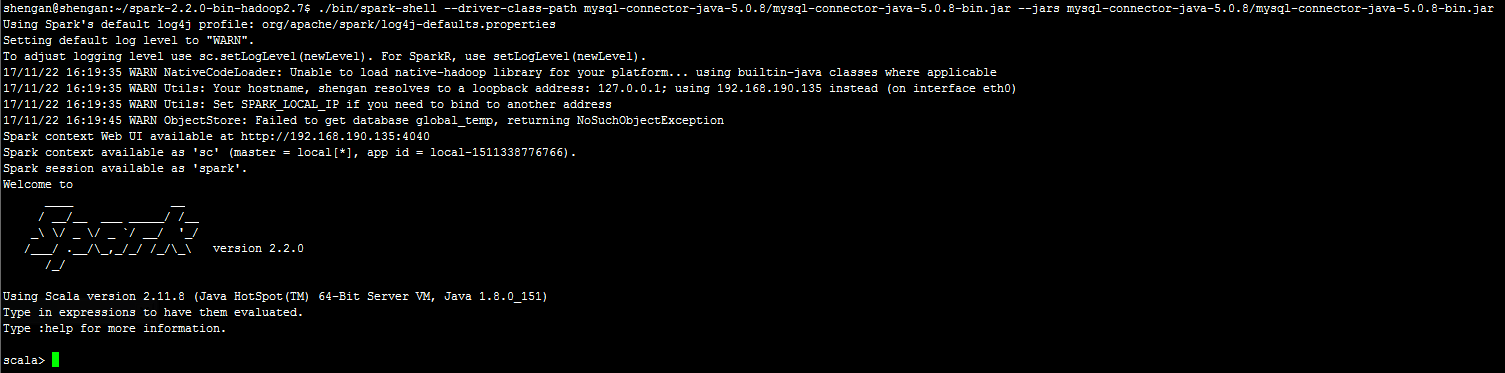 shengan@shengan:~/spark-2.2.0-bin-hadoop2.7$ ./bin/spark-shell --driver-class-path mysql-connector-java-5.0.8/mysql-connector-java-5.0.8-bin.jar --jars mysql-connector-java-5.0.8/mysql-connector-java-5.0.8-bin.jar
Using Spark's default log4j profile: org/apache/spark/log4j-defaults.properties
Setting default log level to "WARN".
To adjust logging level use sc.setLogLevel(newLevel). For SparkR, use setLogLevel(newLevel).
17/11/22 16:19:35 WARN NativeCodeLoader: Unable to load native-hadoop library for your platform... using builtin-java classes where applicable
17/11/22 16:19:35 WARN Utils: Your hostname, shengan resolves to a loopback address: 127.0.0.1; using 192.168.190.135 instead (on interface eth0)
17/11/22 16:19:35 WARN Utils: Set SPARK_LOCAL_IP if you need to bind to another address
17/11/22 16:19:45 WARN ObjectStore: Failed to get database global_temp, returning NoSuchObjectException
Spark context Web UI available at http://192.168.190.135:4040
Spark context available as 'sc' (master = local[*], app id = local-1511338776766).
Spark session available as 'spark'.
Welcome to
      ____              __
     / __/__  ___ _____/ /__
    _\ \/ _ \/ _ `/ __/  '_/
   /___/ .__/\_,_/_/ /_/\_\   version 2.2.0
      /_/
Using Scala version 2.11.8 (Java HotSpot(TM) 64-Bit Server VM, Java 1.8.0_151)
Type in expressions to have them evaluated.
Type :help for more information.
scala>